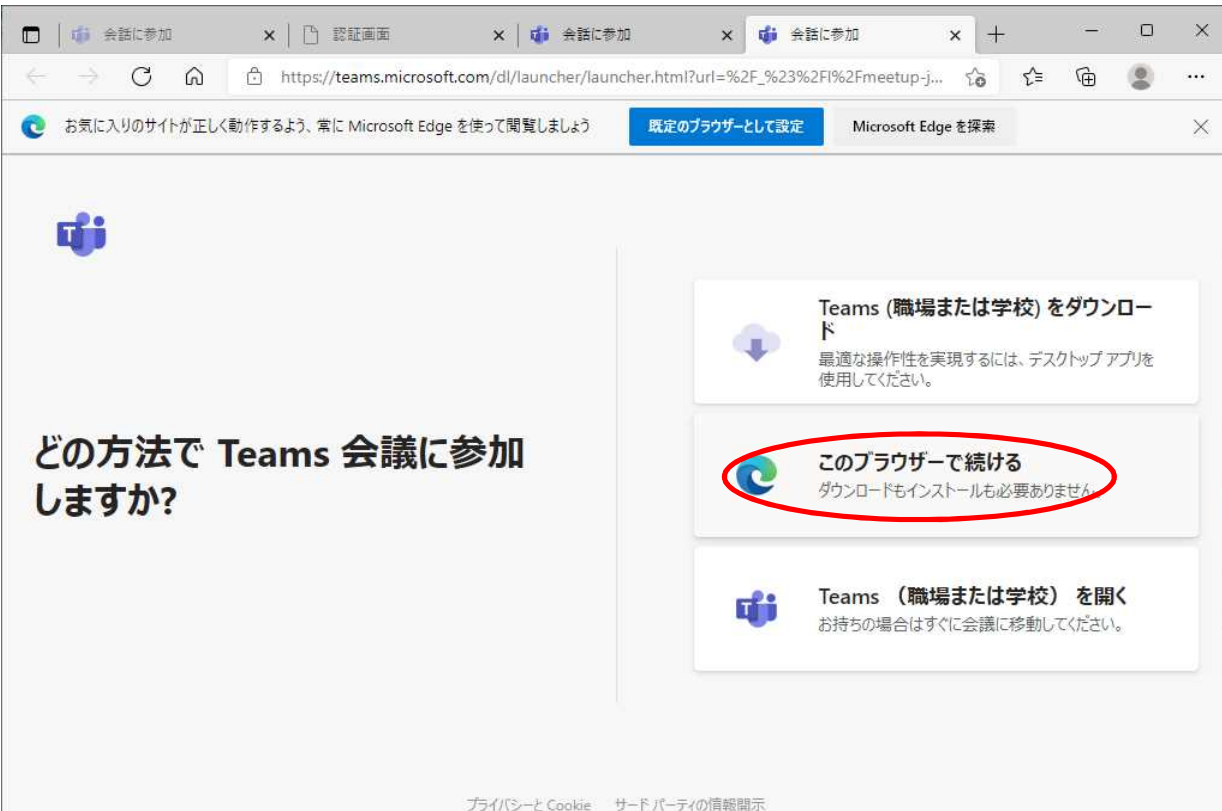 会話に参加
認証画面
会話に参加
会話に参加
https://teams.microsoft.com/dl/launcher/launcher.html?url=%2F_%23%2Fl%2Fmeetup-j...
お気に入りのサイトが正しく動作するよう、常に Microsoft Edge を使って閲覧しましょう
既定のブラウザーとして設定
Microsoft Edge を探索
Teams (職場または学校) をダウンロー
ド
最適な操作性を実現するには、デスクトップ アプリを
使用してください。
どの方法で Teams 会議に参加
しますか?
このブラウザーで続ける
ダウンロードもインストールも必要ありません。
Teams （職場または学校） を開く
お持ちの場合はすぐに会議に移動してください。
プライバシーと Cookie
サード パーティの情報開示